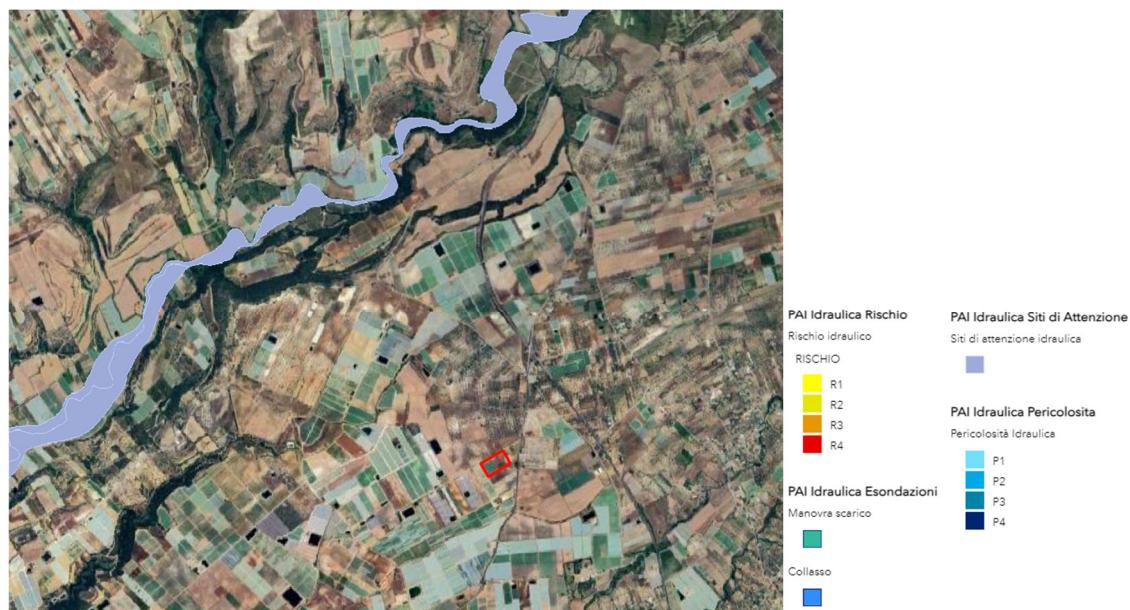 PAI Idraulica Rischio
Rischio idraulico
RISCHIO
R1
R2
R3
R4
PAI Idraulica Esondazioni
Manovra scarico
Collasso
PAI Idraulica Siti di Attenzione
Siti di attenzione idraulica
PAI Idraulica Pericolosita
Pericolosità Idraulica
P1
P2
P3
P4